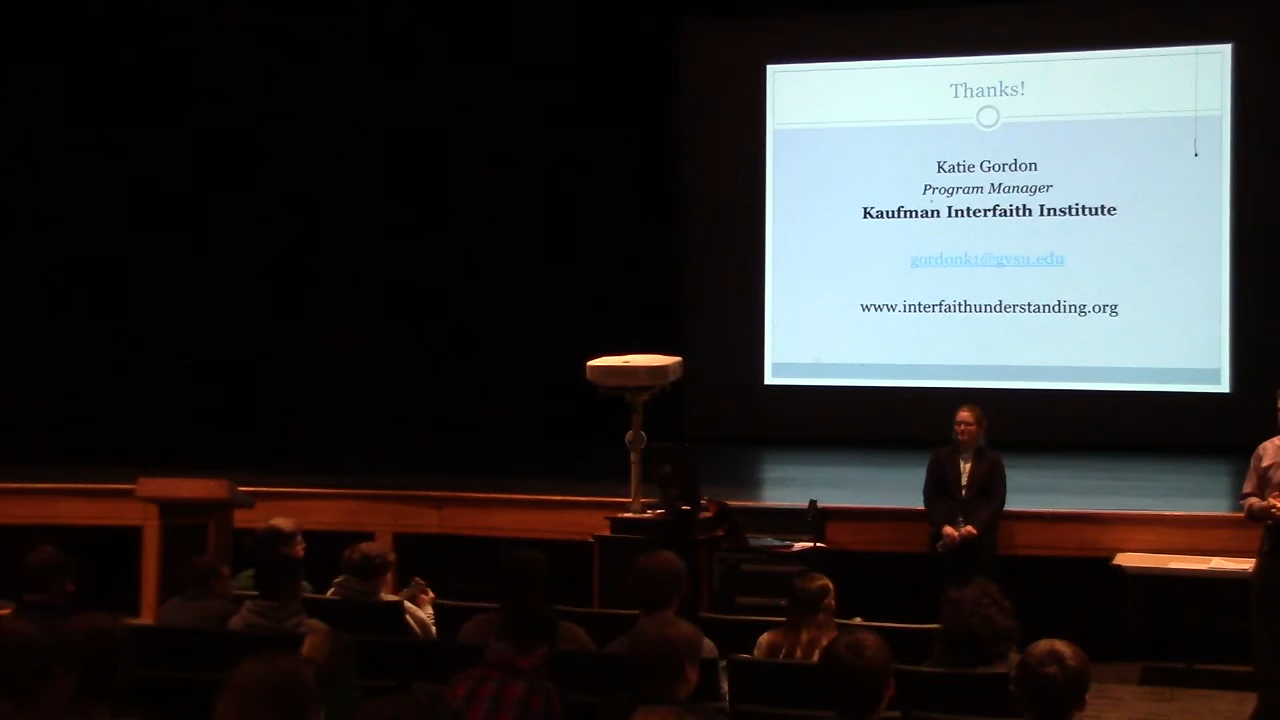 Thanks!
Katie Gordon
Program Manager
Kaufman Interfaith Institute
gordonk1@gvsu.edu
www.interfaithunderstanding.org